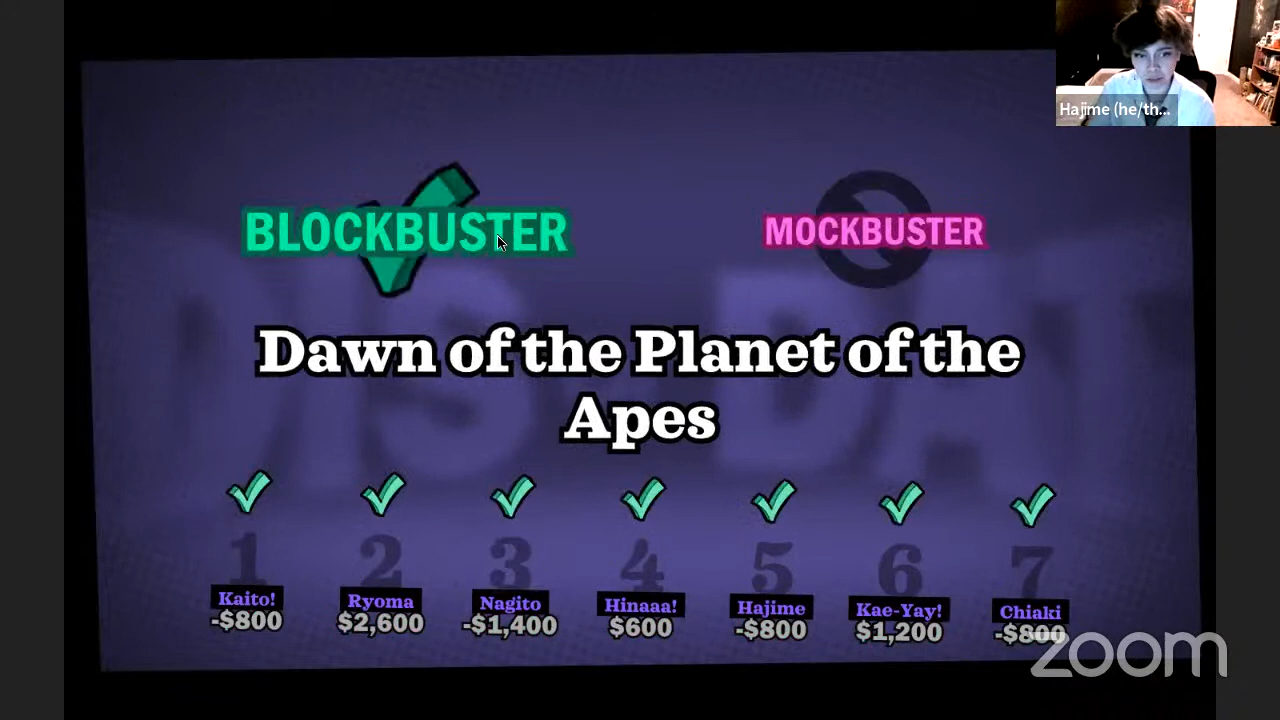 Hajime (he/th...
BLOCKBUSTER
MOCKBUSTER
Dawn of the Planet of the
Apes
1 2 3 4 5 6 7
Kaito! Ryoma Nagito Hinaaa! Hajime Kae-Yay! Chiaki
-$800 $2,600 -$1,400 $600 -$800 $1,200 -$800
zoom